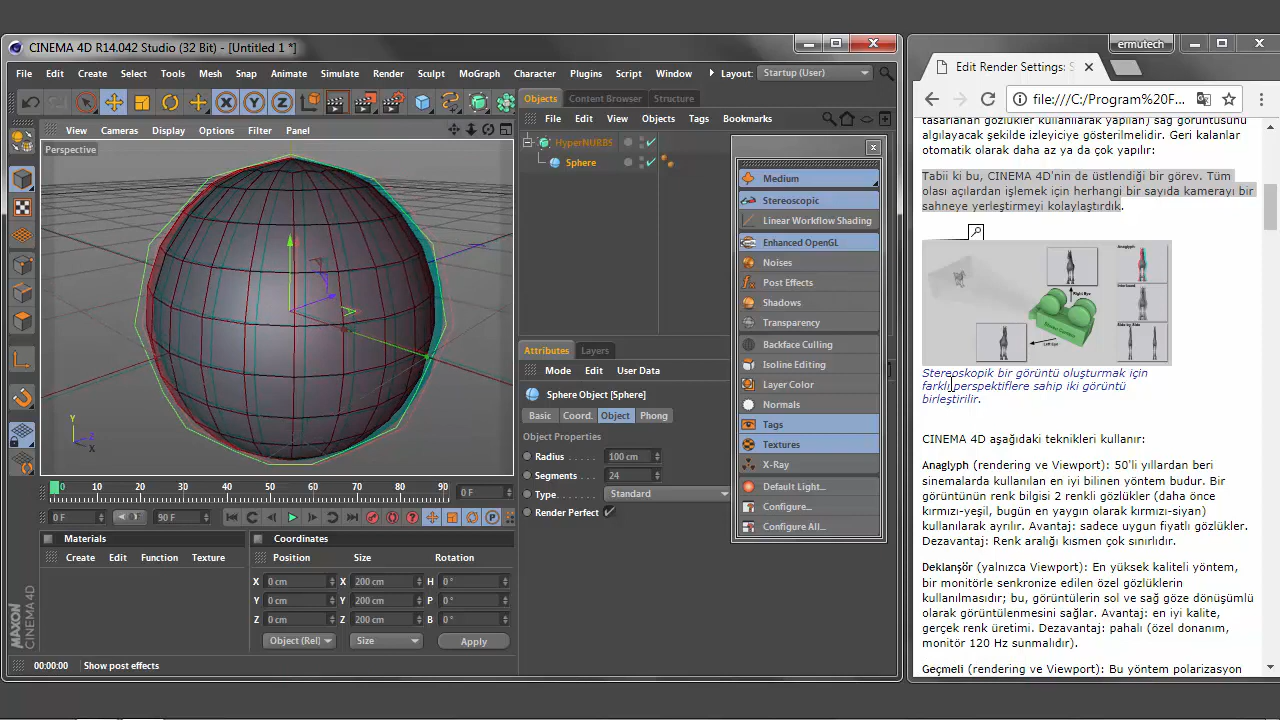 CINEMA 4D R14.042 Studio (32 Bit) - [Untitled 1 *]
File Edit Create Select Tools Mesh Snap Animate Simulate Render Sculpt MoGraph Character Plugins Script Window Layout: Startup (User)
X Y Z
View Cameras Display Options Filter Panel
Perspective
Y
Z
X
0 10 20 30 40 50 60 70 80 90 0 F
0 F 90 F
P
Materials
Create Edit Function Texture
Coordinates
Position Size Rotation
X 0 cm X 200 cm H 0 °
Y 0 cm Y 200 cm P 0 °
Z 0 cm Z 200 cm B 0 °
Object (Rel) Size Apply
MAXON
CINEMA 4D
00:00:00 Show post effects
Objects Content Browser Structure
File Edit View Objects Tags Bookmarks
HyperNURBS
Sphere
Attributes Layers
Mode Edit User Data
Sphere Object [Sphere]
Basic Coord. Object Phong
Object Properties
Radius . . . . . 100 cm
Segments . . . 24
Type . . . . . . . Standard
Render Perfect
Medium
Stereoscopic
Linear Workflow Shading
Enhanced OpenGL
Noises
Post Effects
Shadows
Transparency
Backface Culling
Isoline Editing
Layer Color
Normals
Tags
Textures
X-Ray
Default Light...
Configure...
Configure All...
ermutech
Edit Render Settings: S
file:///C:/Program%20F...
tasarlanan gözlükler kullanılarak yapılan) sağ görüntüsünü
algılayacak şekilde izleyiciye gösterilmelidir. Geri kalanlar
otomatik olarak daha az ya da çok yapılır:
Tabii ki bu, CINEMA 4D'nin de üstlendiği bir görev. Tüm
olası açılardan işlemek için herhangi bir sayıda kamerayı bir
sahneye yerleştirmeyi kolaylaştırdık.
Anaglyph
Right Eye
Side by Side
Left Eye
Sterepskopik bir görüntü oluşturmak için
farklı perspektiflere sahip iki görüntü
birleştirilir.
CINEMA 4D aşağıdaki teknikleri kullanır:
Anaglyph (rendering ve Viewport): 50'li yıllardan beri
sinemalarda kullanılan en iyi bilinen yöntem budur. Bir
görüntünün renk bilgisi 2 renkli gözlükler (daha önce
kırmızı-yeşil, bugün en yaygın olarak kırmızı-siyan)
kullanılarak ayrılır. Avantaj: sadece uygun fiyatlı gözlükler.
Dezavantaj: Renk aralığı kısmen çok sınırlıdır.
Deklanşör (yalnızca Viewport): En yüksek kaliteli yöntem,
bir monitörle senkronize edilen özel gözlüklerin
kullanılmasıdır; bu, görüntülerin sol ve sağ göze dönüşümlü
olarak görüntülenmesini sağlar. Avantaj: en iyi kalite,
gerçek renk üretimi. Dezavantaj: pahalı (özel donanım,
monitör 120 Hz sunmalıdır).
Geçmeli (rendering ve Viewport): Bu yöntem polarizasyon